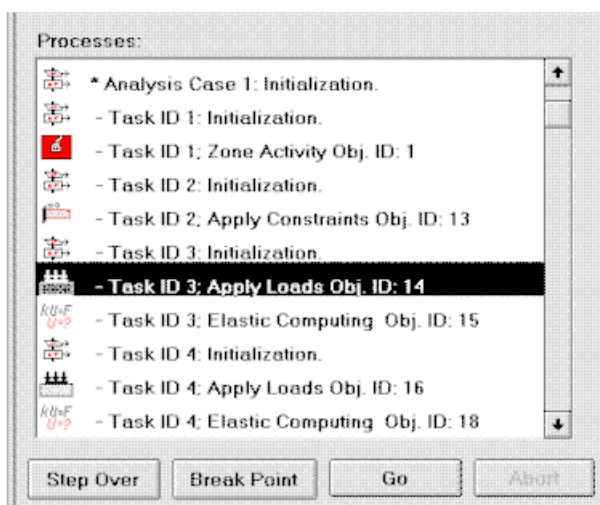 Processes:
* Analysis Case 1: Initialization.
- Task ID 1: Initialization.
- Task ID 1; Zone Activity Obj. ID: 1
- Task ID 2: Initialization.
- Task ID 2; Apply Constraints Obj. ID: 13
- Task ID 3: Initialization.
- Task ID 3; Apply Loads Obj. ID: 14
KU=F
U=?
- Task ID 3; Elastic Computing Obj. ID: 15
- Task ID 4: Initialization.
- Task ID 4; Apply Loads Obj. ID: 16
KU=F
U=?
- Task ID 4; Elastic Computing Obj. ID: 18
Step Over
Break Point
Go
Abort